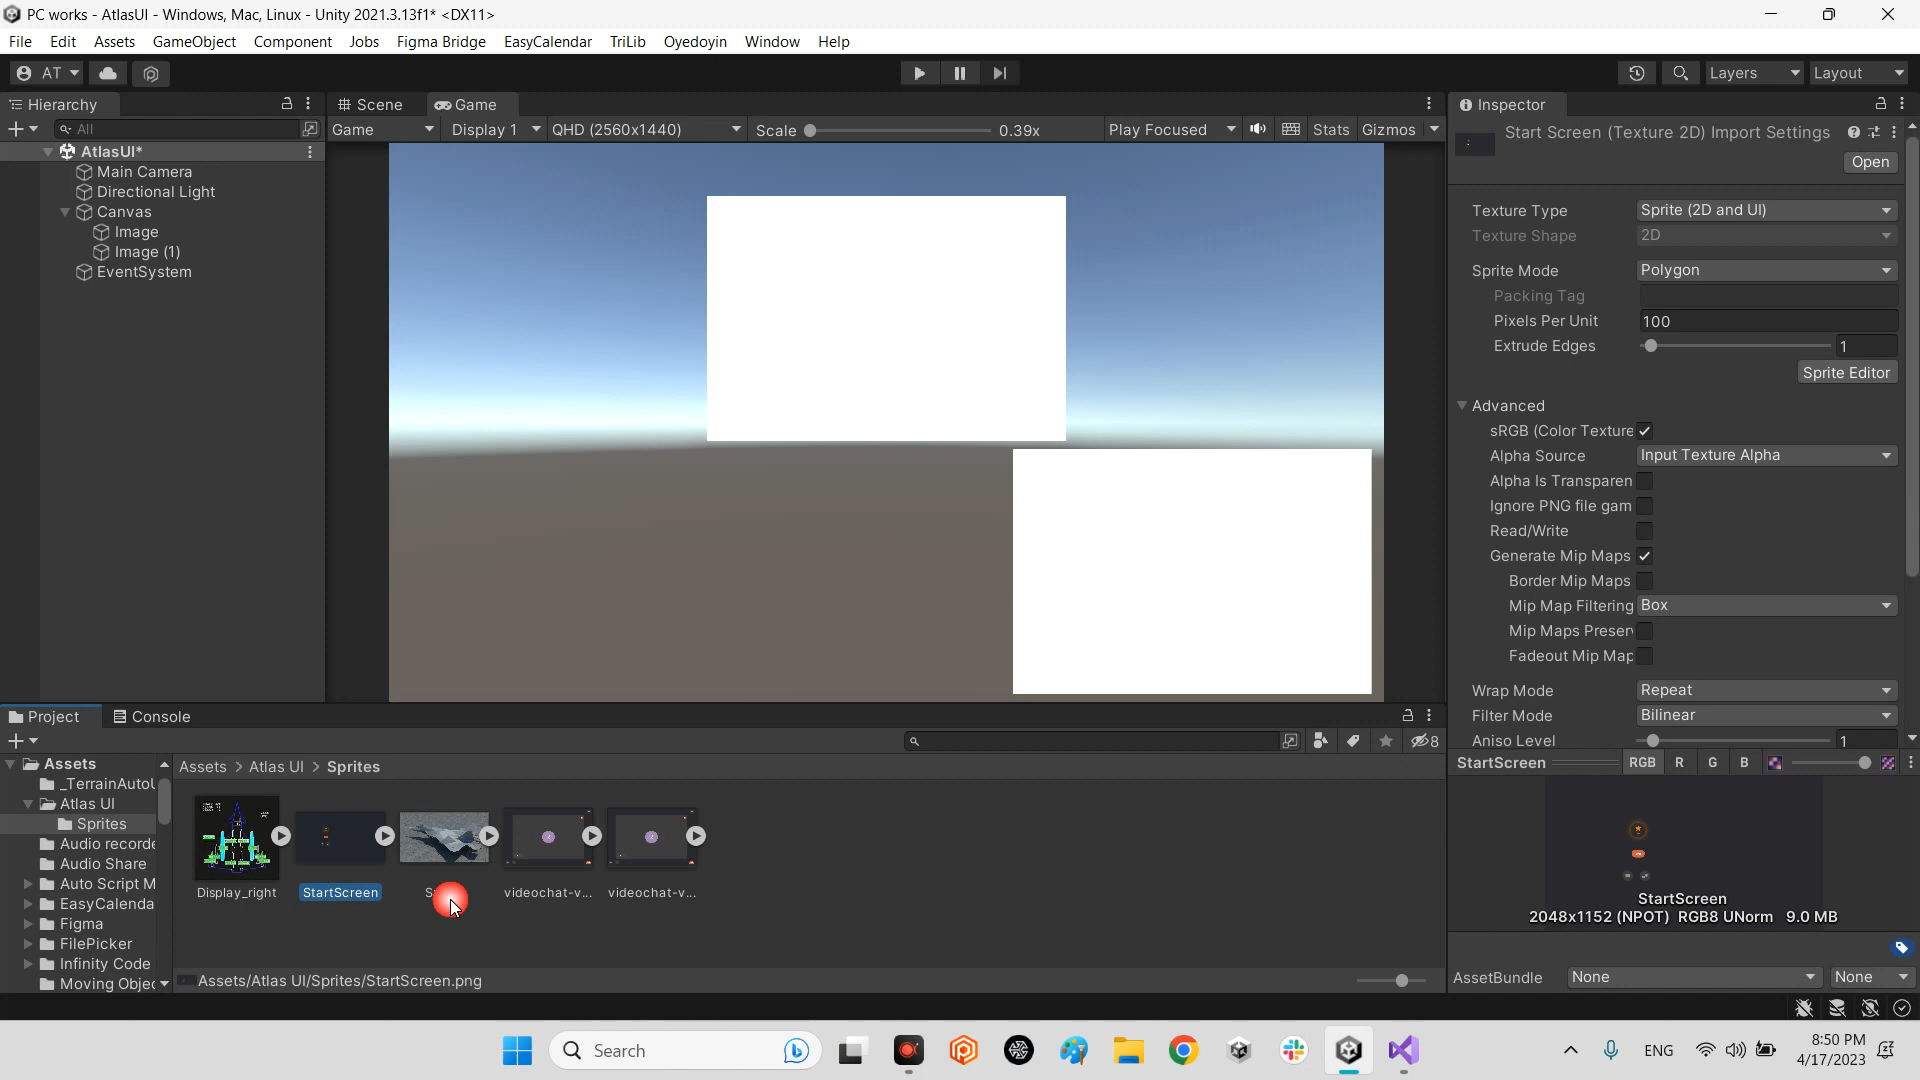 PC works - AtlasUI - Windows, Mac, Linux - Unity 2021.3.13f1* <DX11>
File Edit Assets GameObject Component Jobs Figma Bridge EasyCalendar TriLib Oyedoyin Window Help
AT
Layers
Layout
Hierarchy
All
AtlasUI*
Main Camera
Directional Light
Canvas
Image
Image (1)
EventSystem
Scene
Game
Game
Display 1
QHD (2560x1440)
Scale
0.39x
Play Focused
Stats
Gizmos
Inspector
Start Screen (Texture 2D) Import Settings
Open
Texture Type Sprite (2D and UI)
Texture Shape 2D
Sprite Mode Polygon
Packing Tag
Pixels Per Unit 100
Extrude Edges 1
Sprite Editor
Advanced
sRGB (Color Texture
Alpha Source Input Texture Alpha
Alpha Is Transparen
Ignore PNG file gam
Read/Write
Generate Mip Maps
Border Mip Maps
Mip Map Filtering Box
Mip Maps Preser
Fadeout Mip Map
Wrap Mode Repeat
Filter Mode Bilinear
Aniso Level 1
StartScreen
RGB R G B
StartScreen
2048x1152 (NPOT) RGB8 UNorm 9.0 MB
AssetBundle None None
Project
Console
8
Assets
_TerrainAutoU
Atlas UI
Sprites
Audio recorde
Audio Share
Auto Script M
EasyCalenda
Figma
FilePicker
Infinity Code
Moving Objec
Assets > Atlas UI > Sprites
Display_right
StartScreen
videochat-v...
videochat-v...
Assets/Atlas UI/Sprites/StartScreen.png
Search
ENG
8:50 PM
4/17/2023